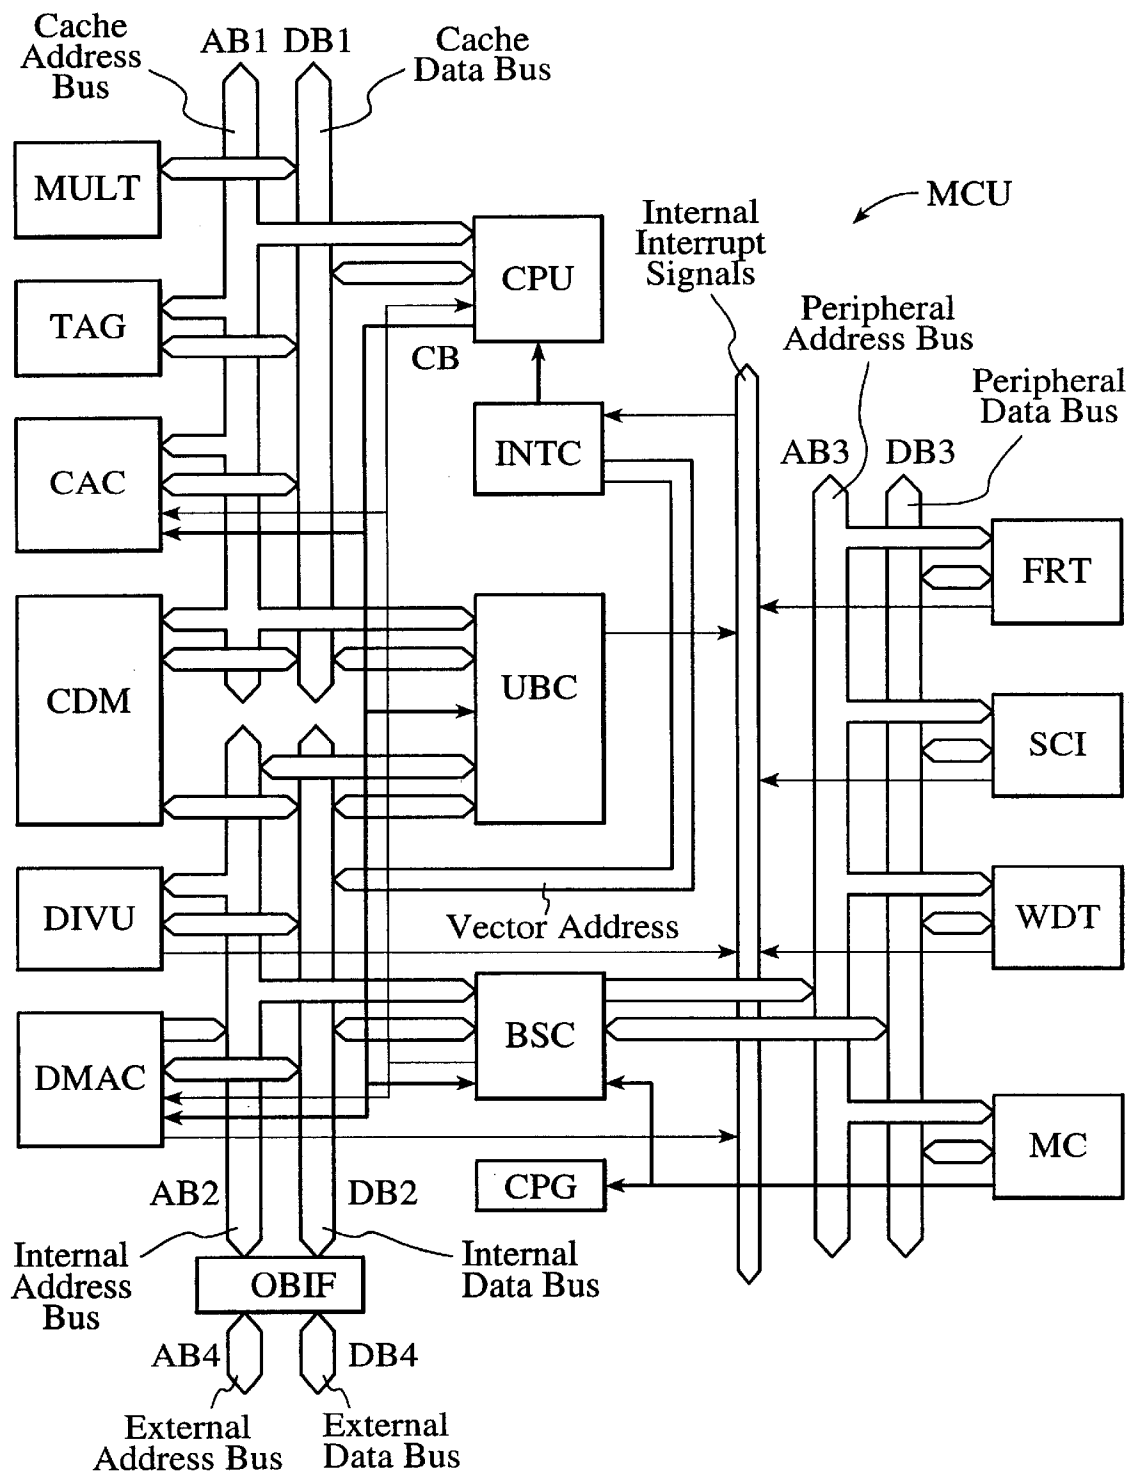 Cache
Address
Bus
AB1
DB1
Cache
Data Bus
MULT
TAG
CAC
CDM
DIVU
DMAC
CPU
CB
INTC
UBC
Vector Address
BSC
CPG
Internal
Interrupt
Signals
MCU
Peripheral
Address Bus
Peripheral
Data Bus
AB3
DB3
FRT
SCI
WDT
MC
AB2
DB2
Internal
Address
Bus
Internal
Data Bus
OBIF
AB4
DB4
External
Address Bus
External
Data Bus